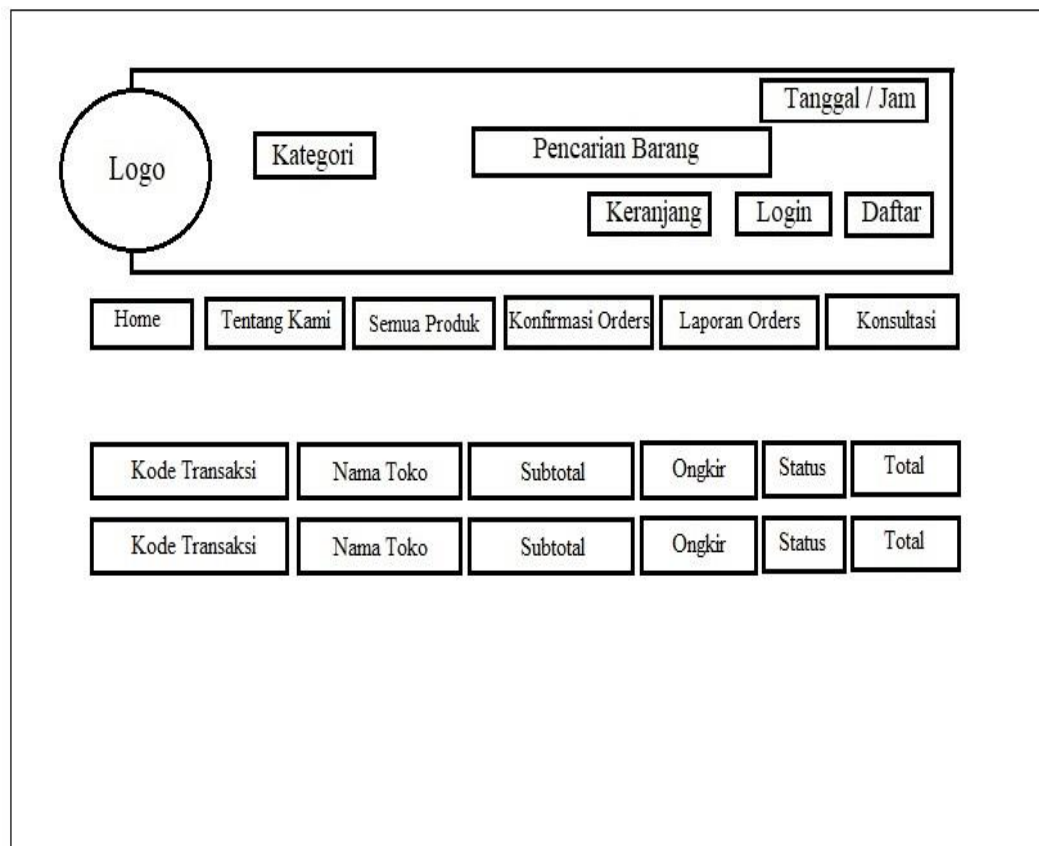 Tanggal / Jam
Logo
Kategori
Pencarian Barang
Keranjang
Login
Daftar
Home
Tentang Kami
Semua Produk
Konfirmasi Orders
Laporan Orders
Konsultasi
Kode Transaksi
Nama Toko
Subtotal
Ongkir
Status
Total
Kode Transaksi
Nama Toko
Subtotal
Ongkir
Status
Total